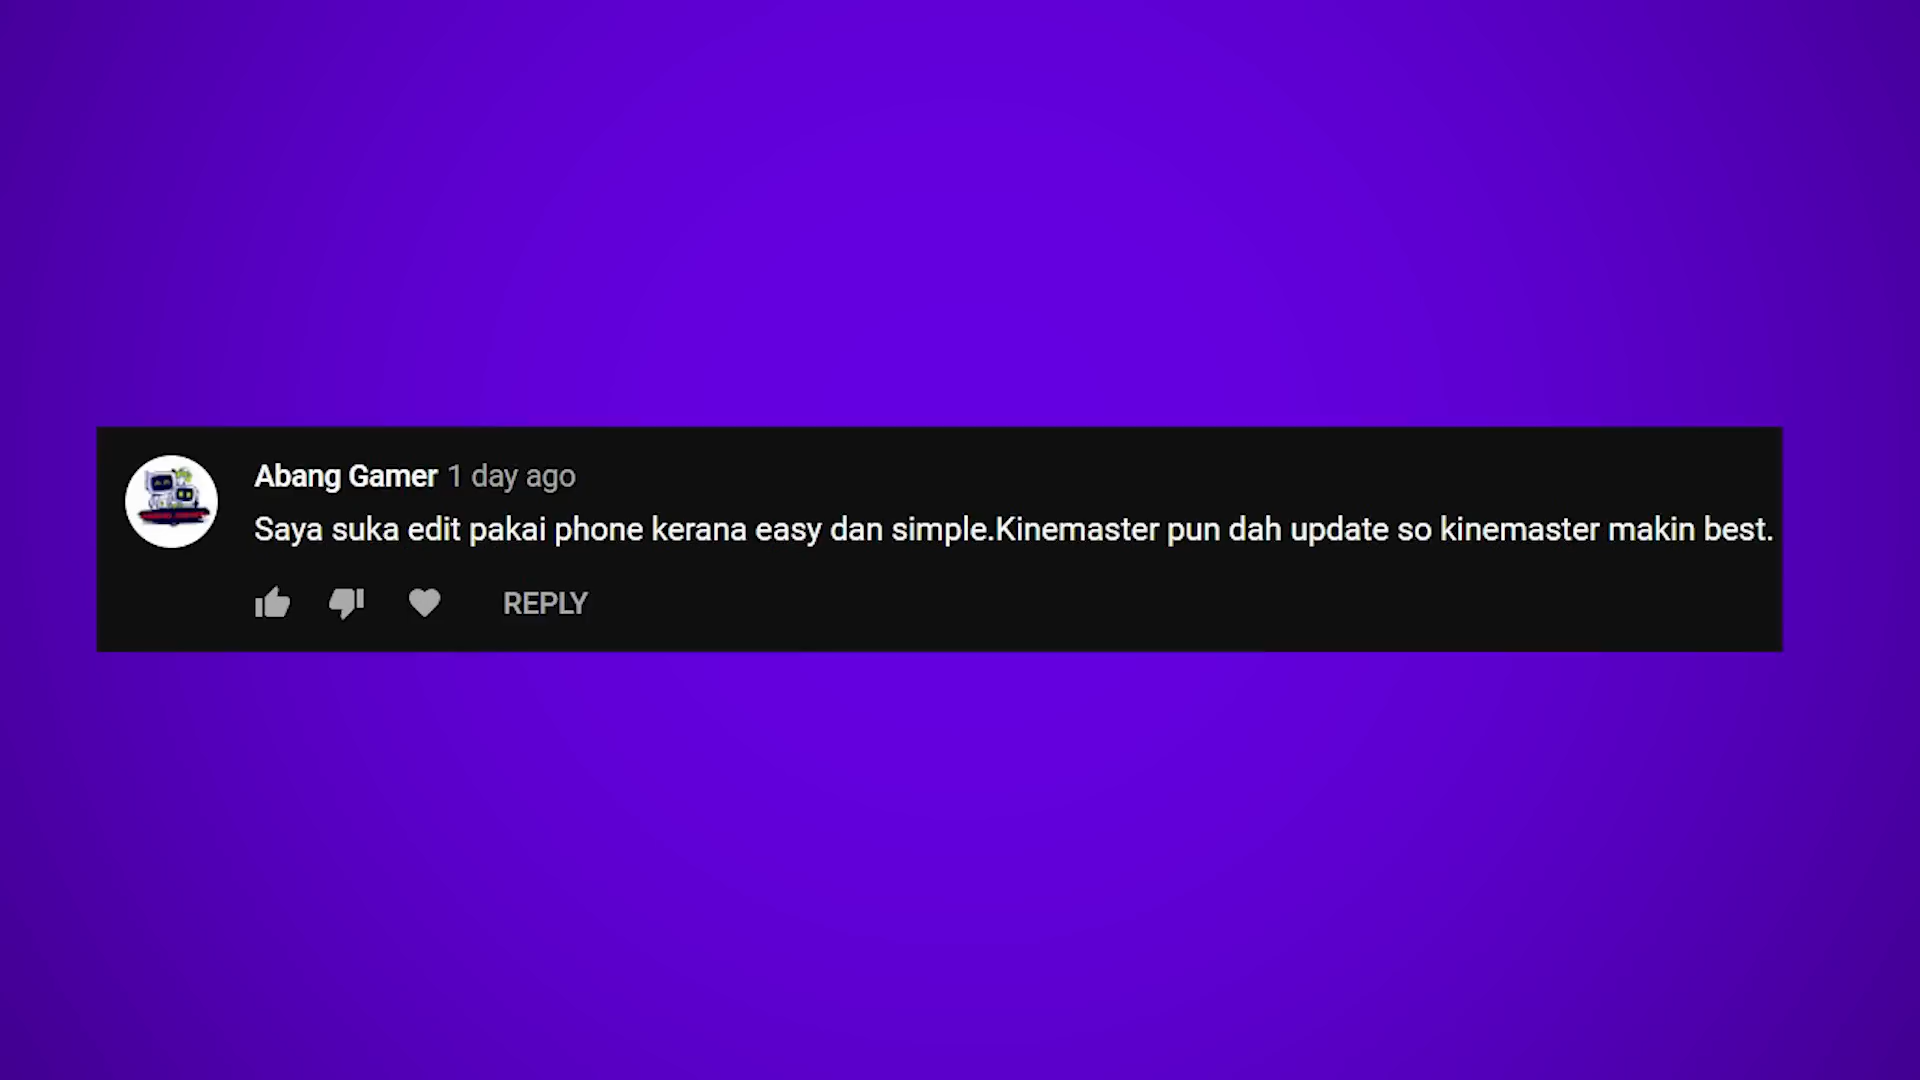 Abang Gamer 1 day ago
Saya suka edit pakai phone kerana easy dan simple.Kinemaster pun dah update so kinemaster makin best.
REPLY